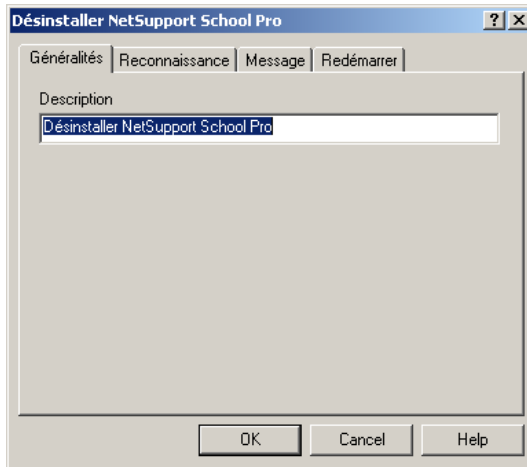 Désinstaller NetSupport School Pro
Généralités Reconnaissance Message Redémarrer
Description
Désinstaller NetSupport School Pro
OK Cancel Help